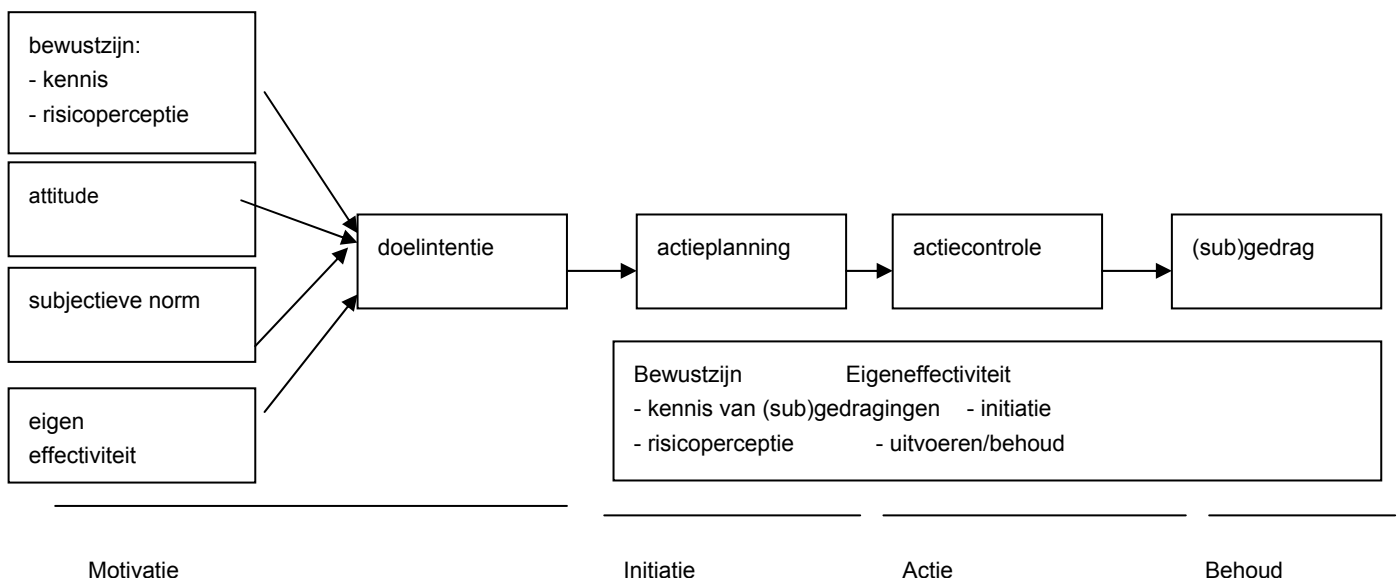 bewustzijn:
- kennis
- risicoperceptie
attitude
subjectieve norm
eigen
effectiviteit
doelintentie
actieplanning
actiecontrole
(sub)gedrag
Bewustzijn Eigeneffectiviteit
- kennis van (sub)gedragingen - initiatie
- risicoperceptie - uitvoeren/behoud
Motivatie Initiatie Actie Behoud